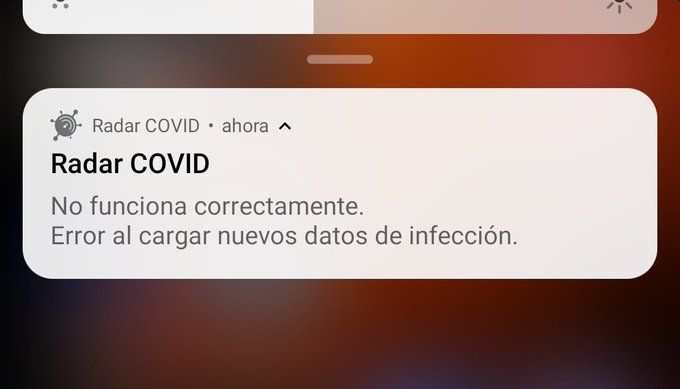 Radar COVID • ahora
Radar COVID
No funciona correctamente.
Error al cargar nuevos datos de infección.